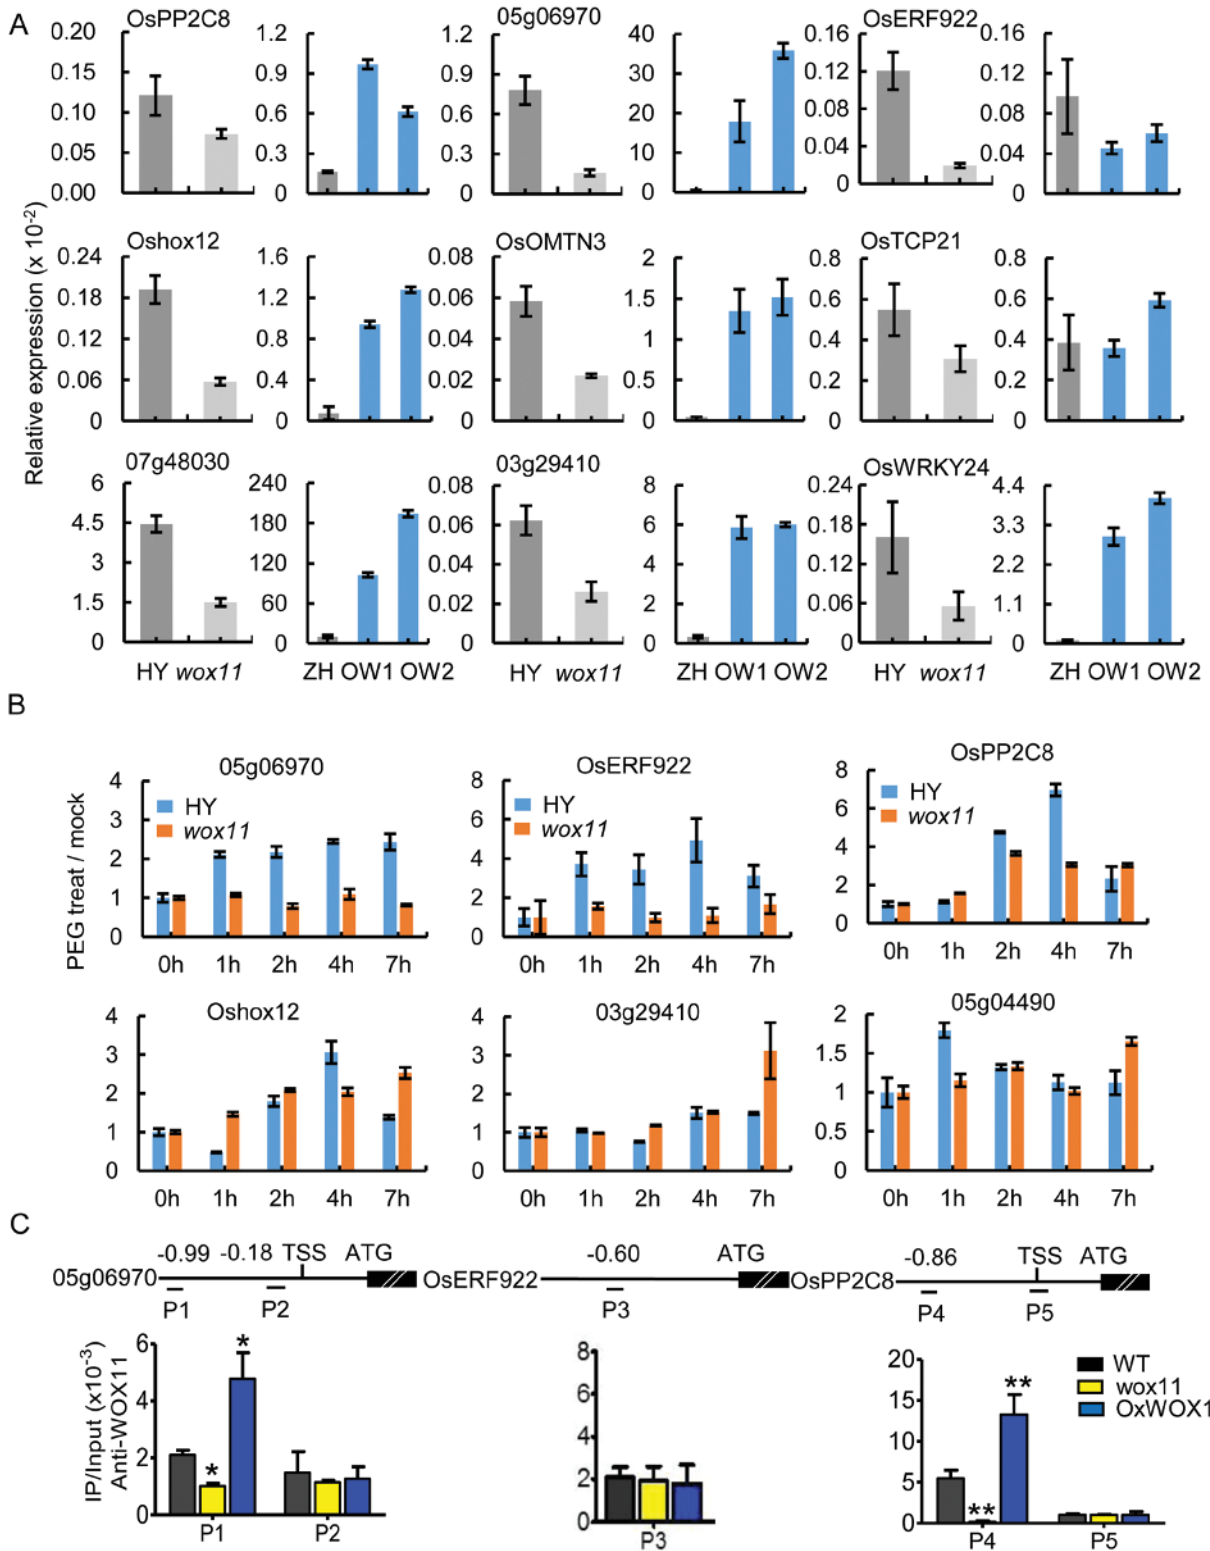 A
OsPP2C8
05g06970
OsERF922
0.20
0.15
0.10
0.05
0.00
1.2
0.9
0.6
0.3
0
1.2
0.9
0.6
0.3
0
40
30
20
10
0
0.16
0.12
0.08
0.04
0
0.16
0.12
0.08
0.04
0
Relative expression (x 10-2)
Oshox12
OsOMTN3
OsTCP21
0.24
0.18
0.12
0.06
0
1.6
1.2
0.8
0.4
0
0.08
0.06
0.04
0.02
0
2
1.5
1
0.5
0
0.8
0.6
0.4
0.2
0
0.8
0.6
0.4
0.2
0
07g48030
03g29410
OsWRKY24
6
4.5
3
1.5
0
240
180
120
60
0
0.08
0.06
0.04
0.02
0
8
6
4
2
0
0.24
0.18
0.12
0.06
0
4.4
3.3
2.2
1.1
0
HY wox11 ZH OW1 OW2 HY wox11 ZH OW1 OW2 HY wox11 ZH OW1 OW2
B
PEG treat / mock
05g06970
4
3
2
1
0
HY
wox11
0h 1h 2h 4h 7h
OsERF922
8
6
4
2
0
HY
wox11
0h 1h 2h 4h 7h
OsPP2C8
8
6
4
2
0
HY
wox11
0h 1h 2h 4h 7h
Oshox12
4
3
2
1
0
0h 1h 2h 4h 7h
03g29410
4
3
2
1
0
0h 1h 2h 4h 7h
05g04490
2
1.5
1
0.5
0
0h 1h 2h 4h 7h
C
-0.99 -0.18 TSS ATG
05g06970
P1 P2
-0.60 ATG
OsERF922
P3
-0.86 TSS ATG
OsPP2C8
P4 P5
IP/Input (x10-3)
Anti-WOX11
6
4
2
0
*
*
P1 P2
8
6
4
2
0
P3
20
15
10
5
0
**
**
P4 P5
WT
wox11
OxWOX1